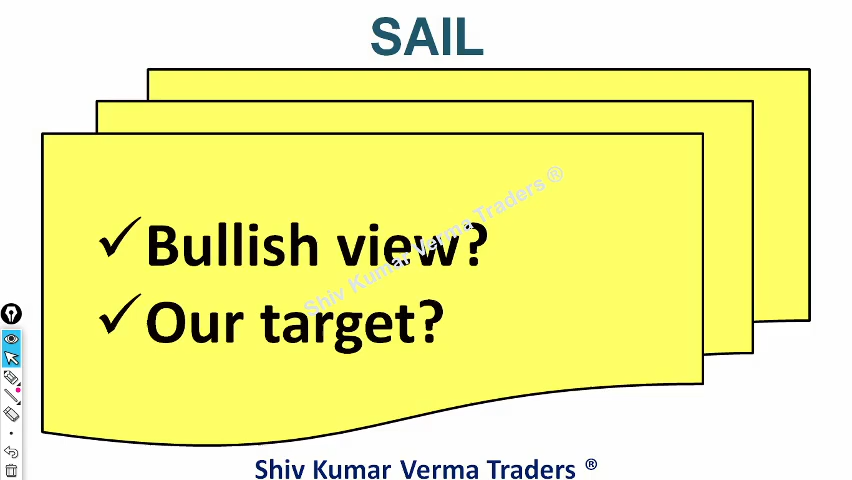 SAIL
✓Bullish view?
✓Our target?
Shiv Kumar Verma Traders ®
Shiv Kumar Verma Traders ®